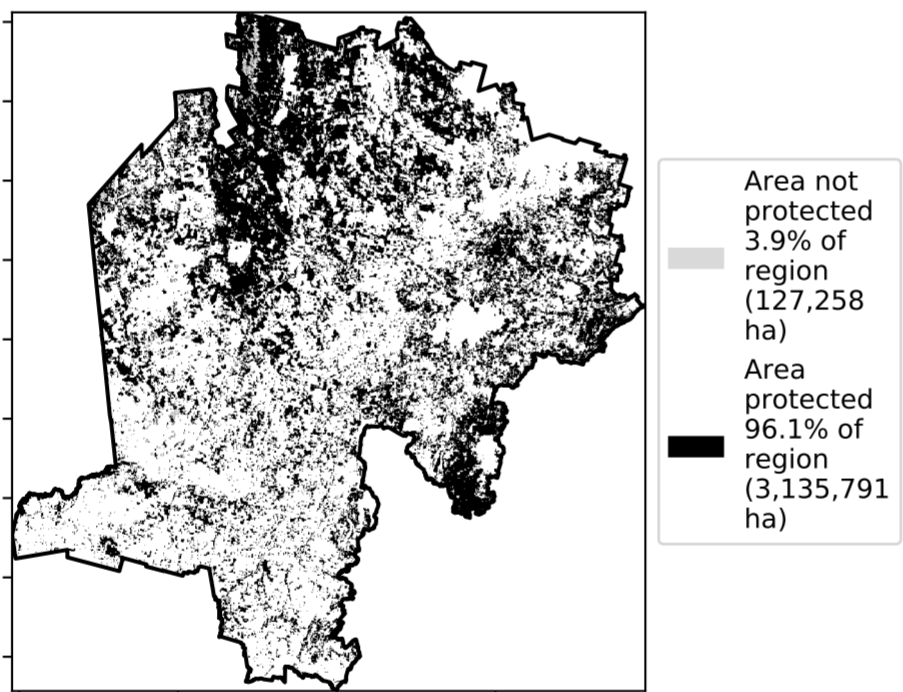 Area not
protected
3.9% of
region
(127,258
ha)
Area
protected
96.1% of
region
(3,135,791
ha)